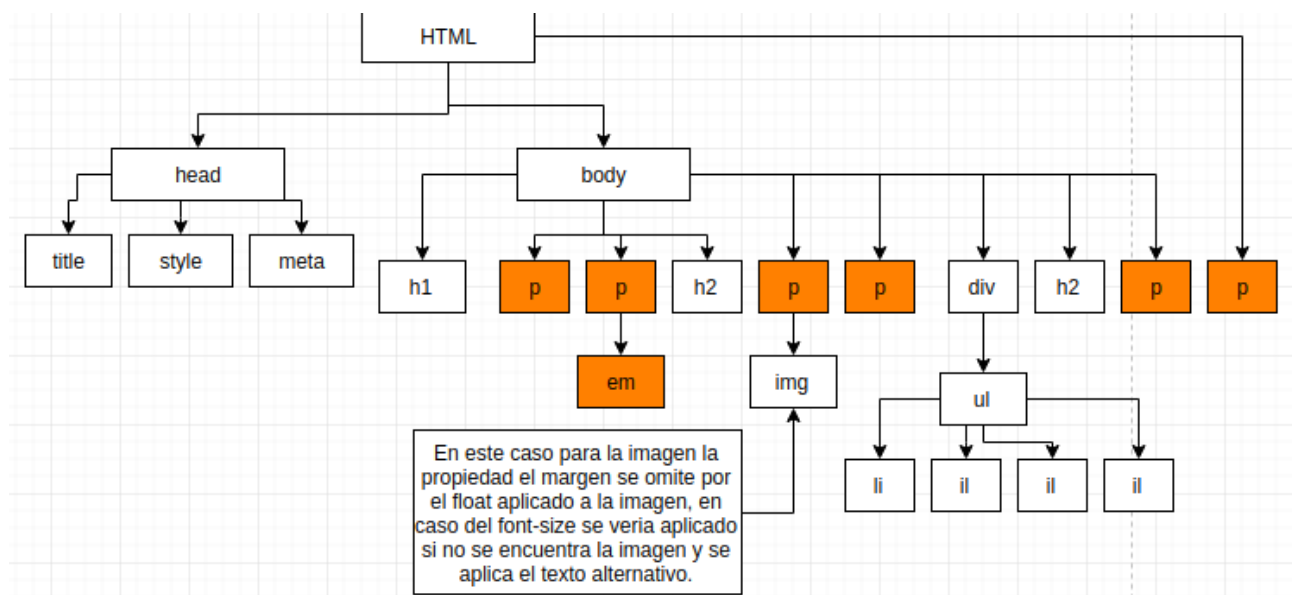 HTML
head
body
title
style
meta
h1
p
p
h2
p
p
div
h2
p
p
em
img
ul
En este caso para la imagen la
propiedad el margen se omite por
el float aplicado a la imagen, en
caso del font-size se veria aplicado
si no se encuentra la imagen y se
aplica el texto alternativo.
li
il
il
il